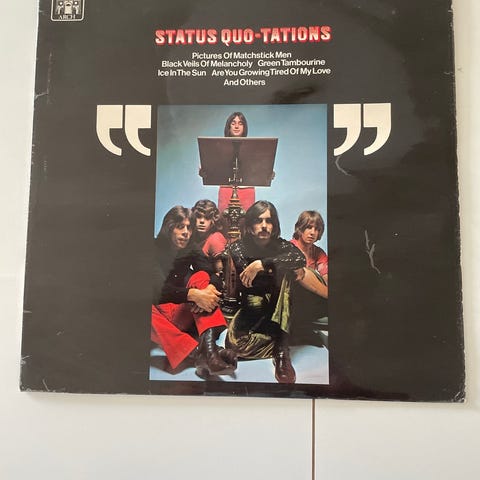 ARCH
STATUS QUO-TATIONS
Pictures Of Matchstick Men
Black Veils Of Melancholy Green Tambourine
Ice In The Sun Are You Growing Tired Of My Love
And Others
“ ”